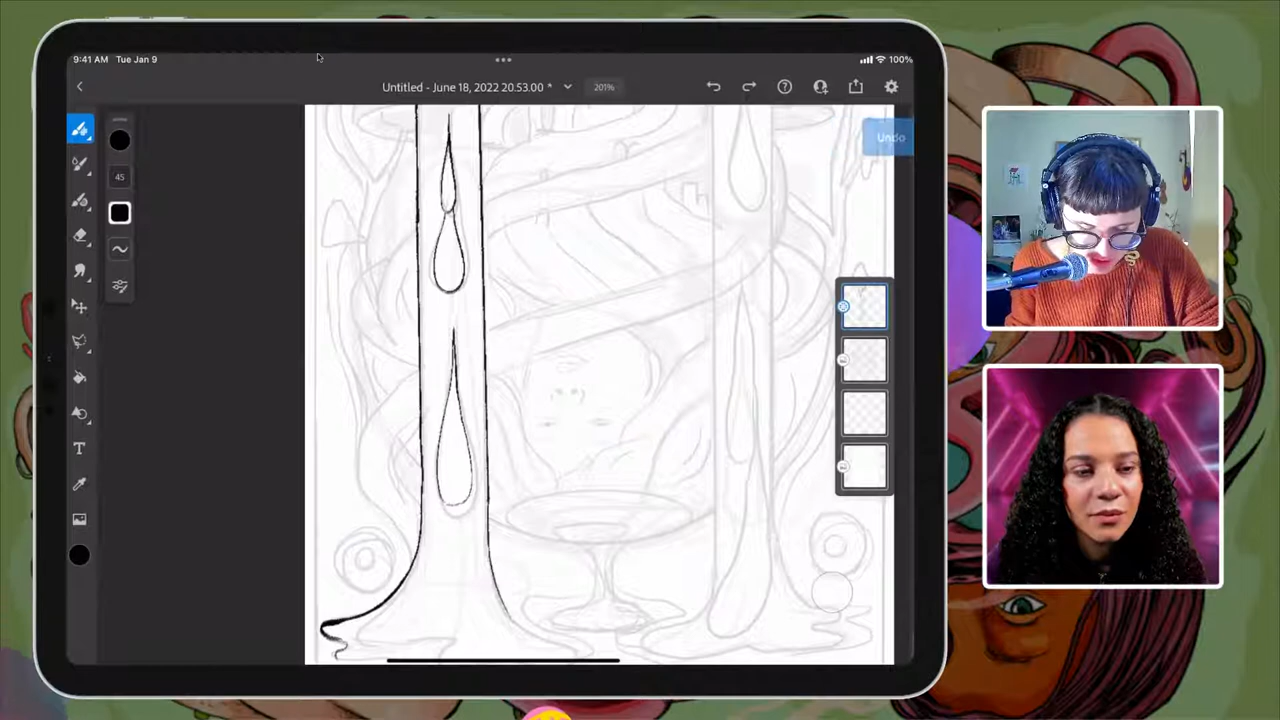 9:41 AM Tue Jan 9
100%
Untitled - June 18, 2022 20.53.00 *
201%
Undo
45
T